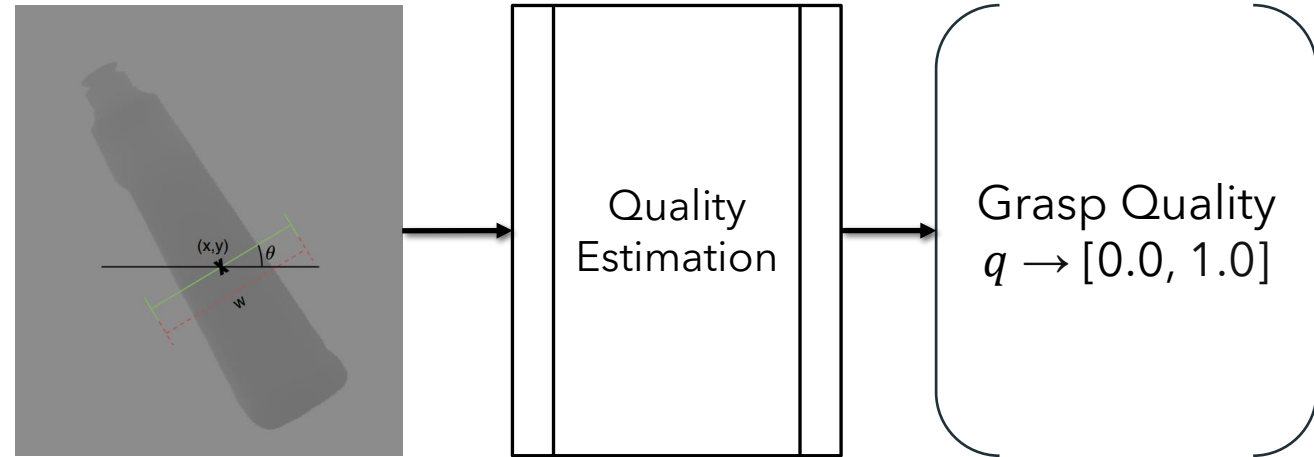 (x,y)
θ
w
Quality
Estimation
Grasp Quality
q → [0.0, 1.0]